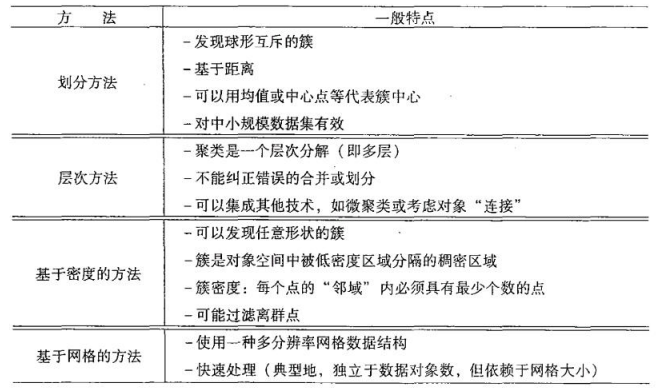 方 法 一般特点
划分方法
-发现球形互斥的簇
-基于距离
-可以用均值或中心点等代表簇中心
-对中小规模数据集有效
层次方法
-聚类是一个层次分解（即多层）
-不能纠正错误的合并或划分
-可以集成其他技术，如微聚类或考虑对象“连接”
基于密度的方法
-可以发现任意形状的簇
-簇是对象空间中被低密度区域分隔的稠密区域
-簇密度：每个点的“邻域”内必须具有最少个数的点
-可能过滤离群点
基于网格的方法
-使用一种多分辨率网格数据结构
-快速处理（典型地，独立于数据对象数，但依赖于网格大小）